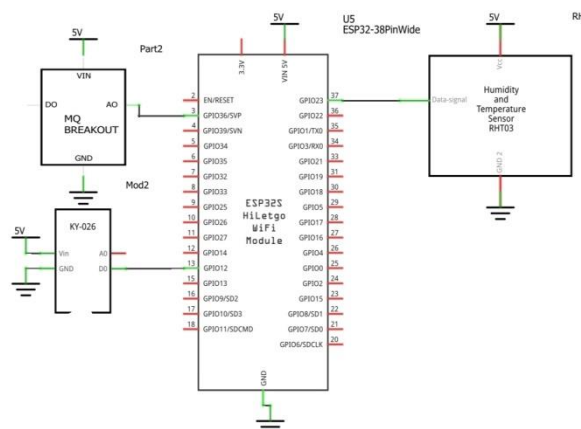 5V
Part2
VIN
DO
AO
MQ
BREAKOUT
GND
Mod2
KY-026
5V
Vin
GND
A0
D0
5V
U5
ESP32-38PinWide
3.3V
VIN 5V
2 EN/RESET
3 GPIO36/SVP
4 GPIO39/SVN
5 GPIO34
6 GPIO35
7 GPIO32
8 GPIO33
9 GPIO25
10 GPIO26
11 GPIO27
12 GPIO14
13 GPIO12
15 GPIO13
16 GPIO9/SD2
17 GPIO10/SD3
18 GPIO11/SDCMD
ESP32S
HiLetgo
WiFi
Module
GPIO23 37
GPIO22 36
GPIO1/TX0 35
GPIO3/RX0 34
GPIO21 33
GPIO19 31
GPIO18 30
GPIO5 29
GPIO17 28
GPIO16 27
GPIO4 26
GPIO0 25
GPIO2 24
GPIO15 23
GPIO8/SD1 22
GPIO7/SD0 21
GPIO6/SDCLK 20
GND
5V
RH
Vcc
Data-signal
Humidity
and
Temperature
Sensor
RHT03
GND 2